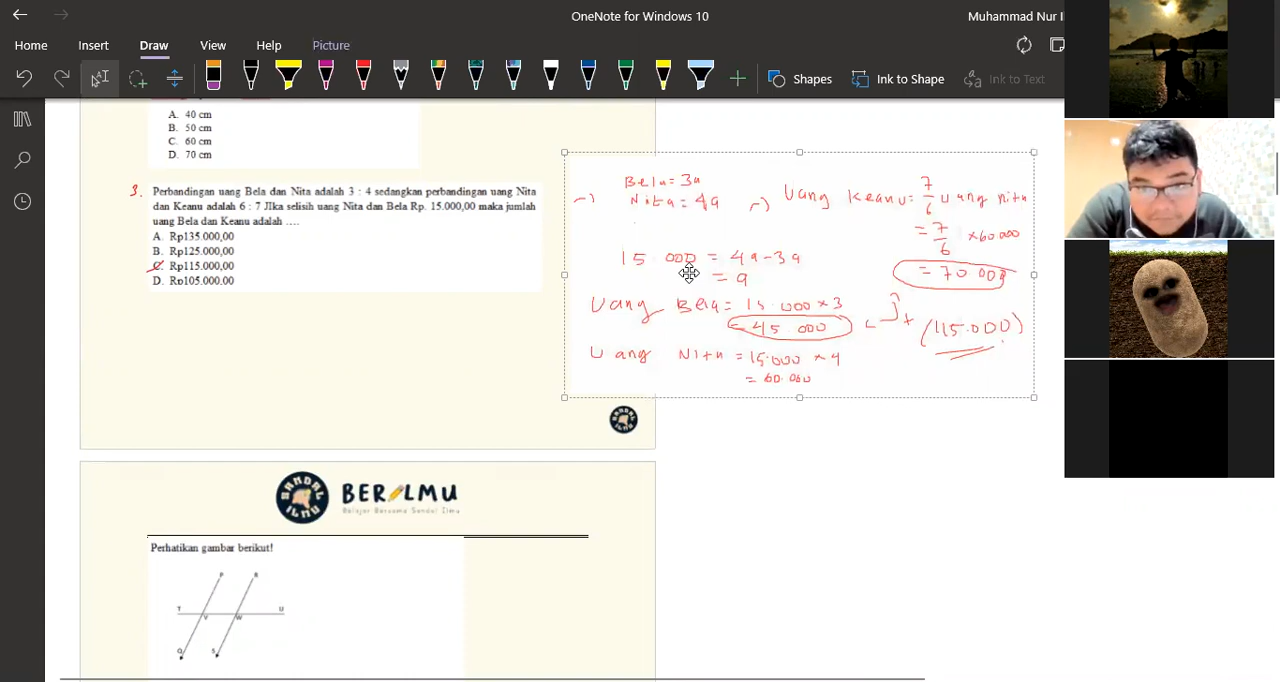 OneNote for Windows 10
Muhammad Nur I
Home Insert Draw View Help Picture
Shapes Ink to Shape Ink to Text
A. 40 cm
B. 50 cm
C. 60 cm
D. 70 cm
3. Perbandingan uang Bela dan Nita adalah 3 : 4 sedangkan perbandingan uang Nita
dan Keanu adalah 6 : 7 JIka selisih uang Nita dan Bela Rp. 15.000,00 maka jumlah
uang Bela dan Keanu adalah ....
A. Rp135.000,00
B. Rp125.000,00
C. Rp115.000,00
D. Rp105.000.00
Bela = 3a
Nita = 4a
15 000 = 4a-3a
= a
Uang Bela = 15.000 × 3
= 45 000
Uang Nita = 15.000 × 4
= 60.000
Uang Keanu = 7/6 uang nita
= 7/6 × 60000
= 70 000
+
(115.000)
SANDAL ILMU
BERILMU
Belajar Bersama Sandal Ilmu
Perhatikan gambar berikut!
P R
T V W U
Q S